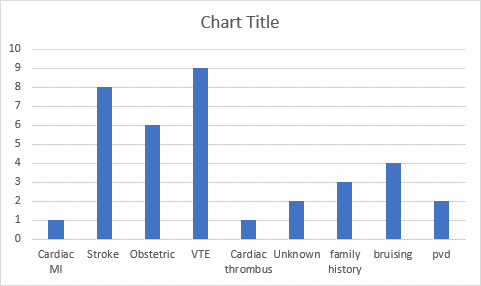 Chart Title
10
9
8
7
6
5
4
3
2
1
0
Cardiac MI
Stroke
Obstetric
VTE
Cardiac thrombus
Unknown
family history
bruising
pvd